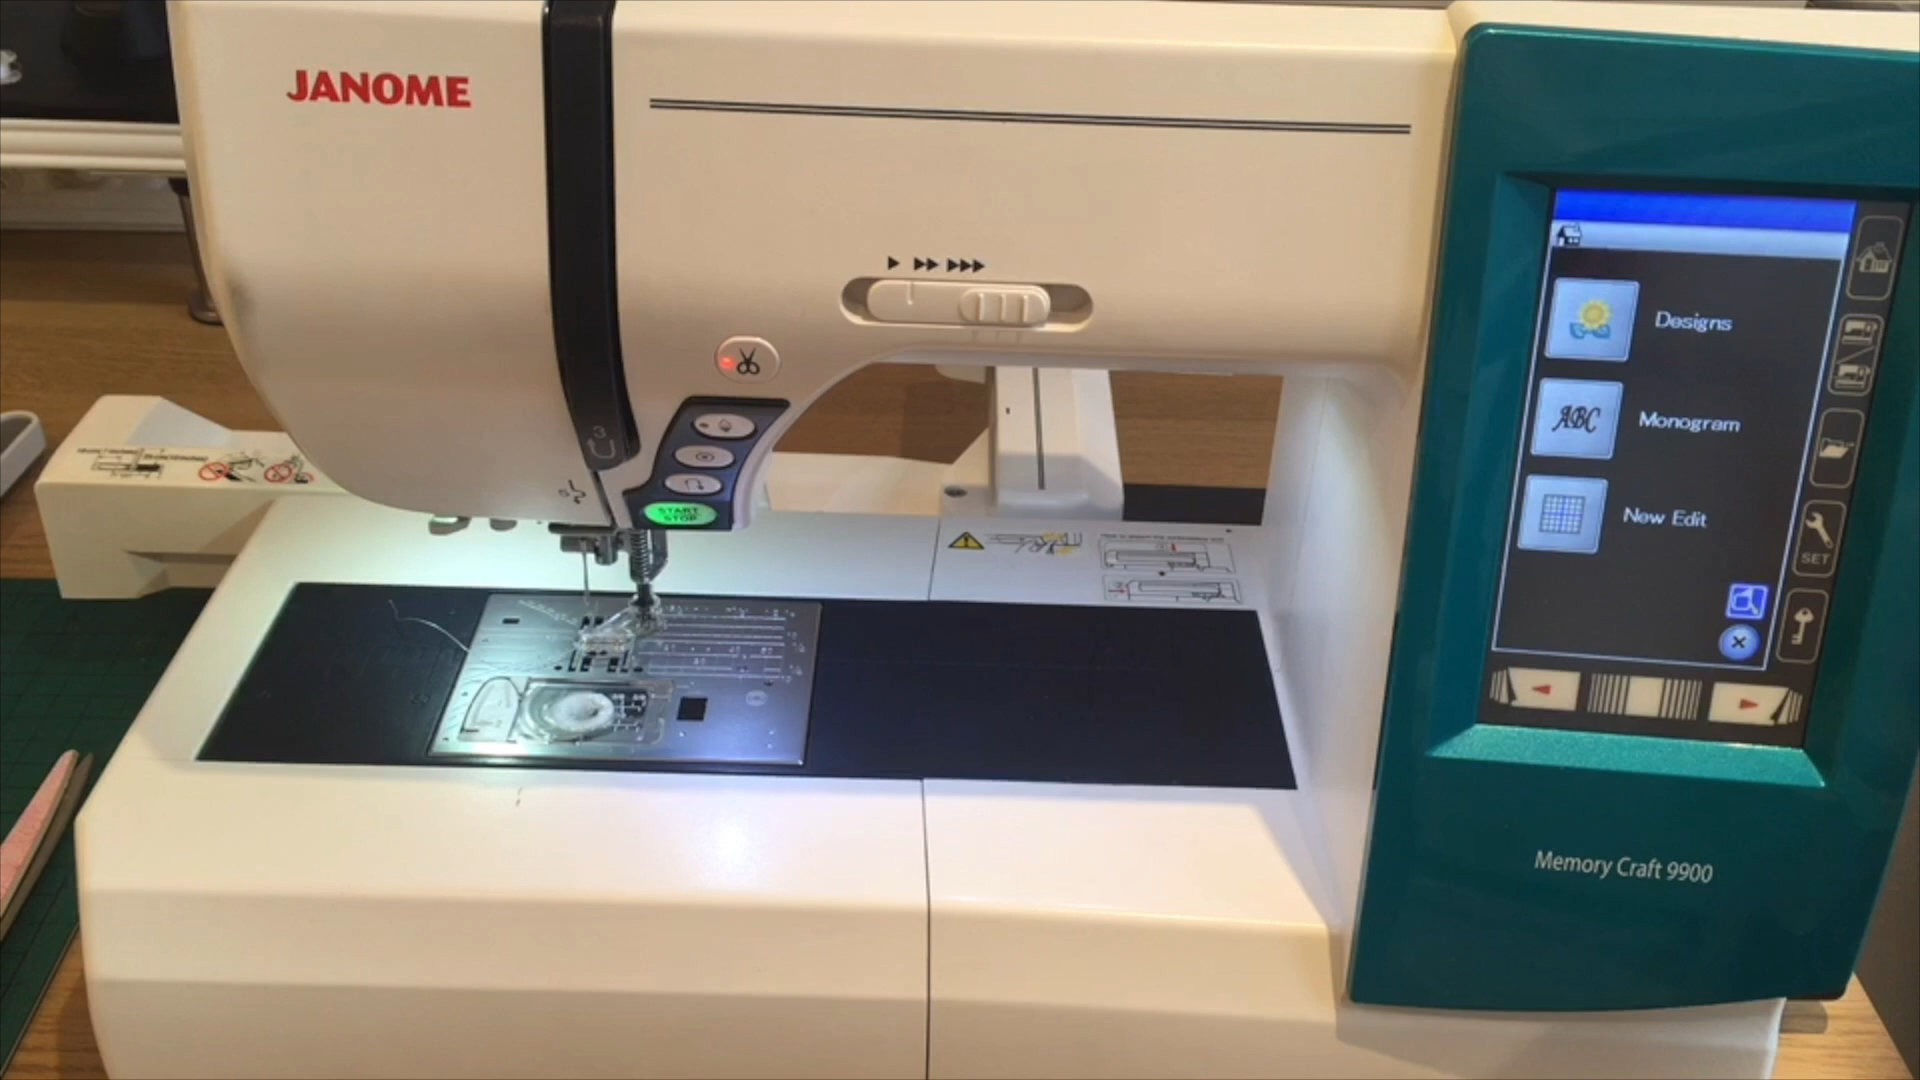 JANOME
START
STOP
Designs
ABC
Monogram
New Edit
SET
Memory Craft 9900